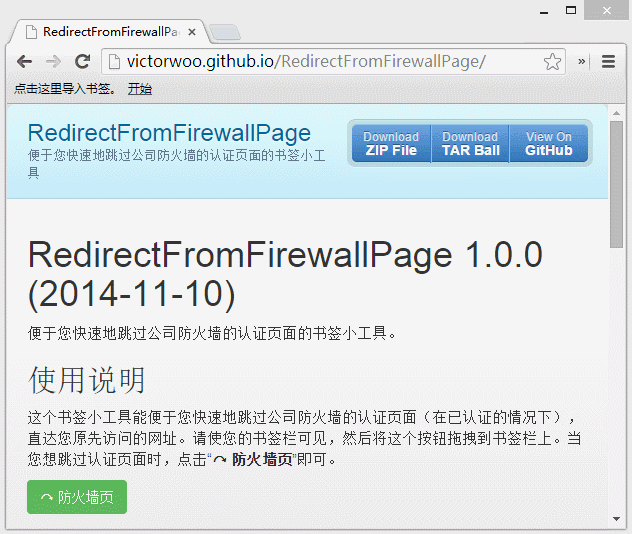 RedirectFromFirewallPa
victorwoo.github.io/RedirectFromFirewallPage/
»
点击这里导入书签。 开始
RedirectFromFirewallPage
便于您快速地跳过公司防火墙的认证页面的书签小工
具
Download
ZIP File
Download
TAR Ball
View On
GitHub
RedirectFromFirewallPage 1.0.0
(2014-11-10)
便于您快速地跳过公司防火墙的认证页面的书签小工具。
使用说明
这个书签小工具能便于您快速地跳过公司防火墙的认证页面（在已认证的情况下），
直达您原先访问的网址。请使您的书签栏可见，然后将这个按钮拖拽到书签栏上。当
您想跳过认证页面时，点击“↷ 防火墙页”即可。
↷ 防火墙页